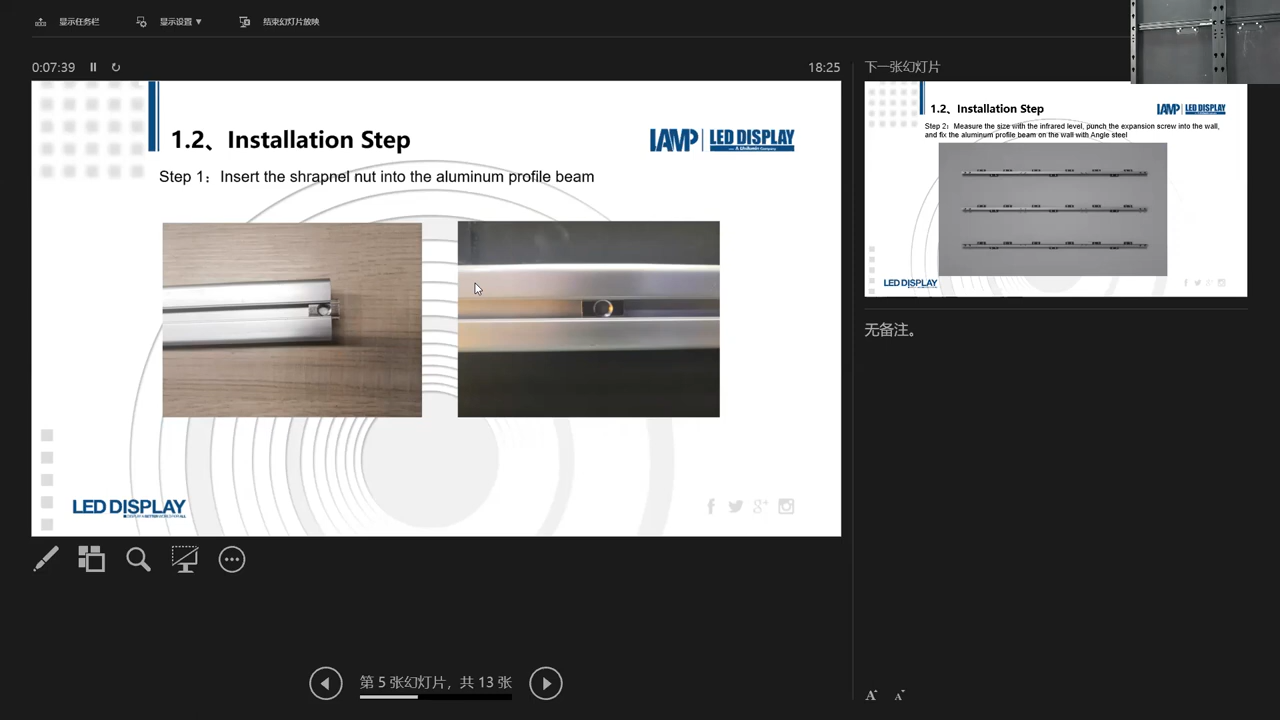 显示任务栏
显示设置 ▼
结束幻灯片放映
0:07:39
18:25
下一张幻灯片
1.2、Installation Step
LAMP LED DISPLAY
Step 1：Insert the shrapnel nut into the aluminum profile beam
LED DISPLAY
第 5 张幻灯片，共 13 张
1.2、Installation Step
LAMP LED DISPLAY
Step 2：Measure the size with the infrared level, punch the expansion screw into the wall,
and fix the aluminum profile beam on the wall with Angle steel
LED DISPLAY
无备注。